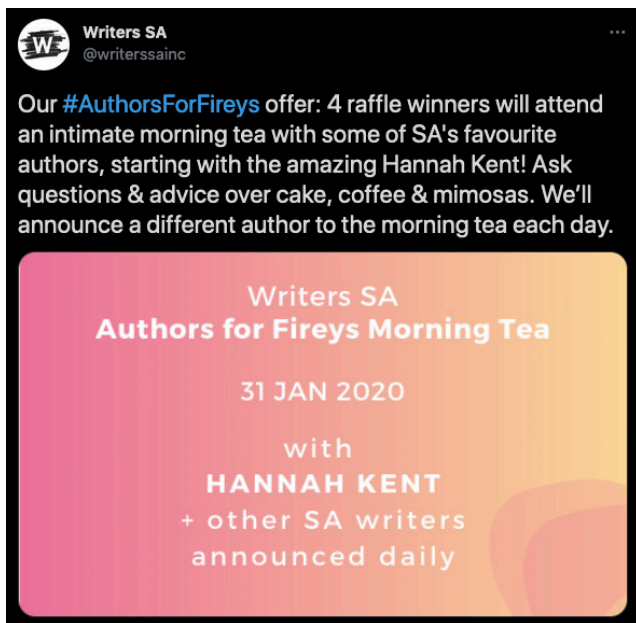 W
Writers SA
@writerssainc
Our #AuthorsForFireys offer: 4 raffle winners will attend
an intimate morning tea with some of SA's favourite
authors, starting with the amazing Hannah Kent! Ask
questions & advice over cake, coffee & mimosas. We’ll
announce a different author to the morning tea each day.
Writers SA
Authors for Fireys Morning Tea
31 JAN 2020
with
HANNAH KENT
+ other SA writers
announced daily